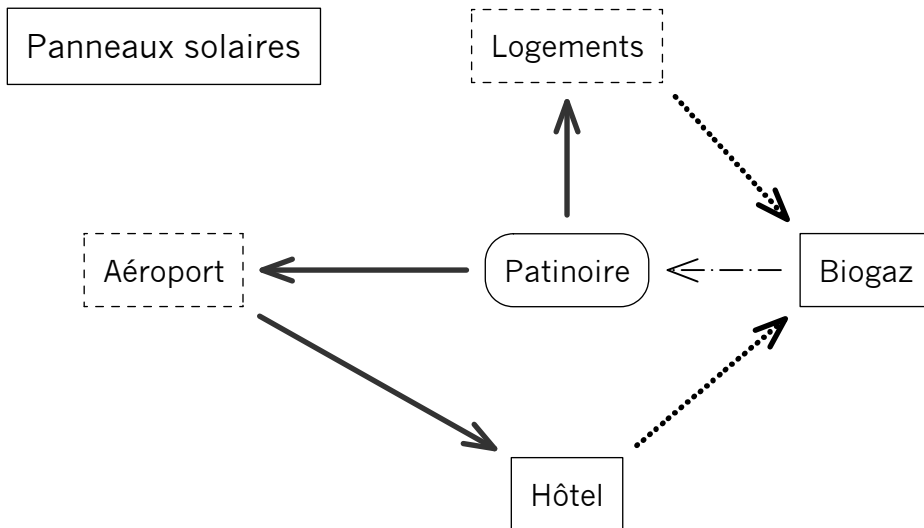 Panneaux solaires
Logements
Aéroport
Patinoire
Biogaz
Hôtel